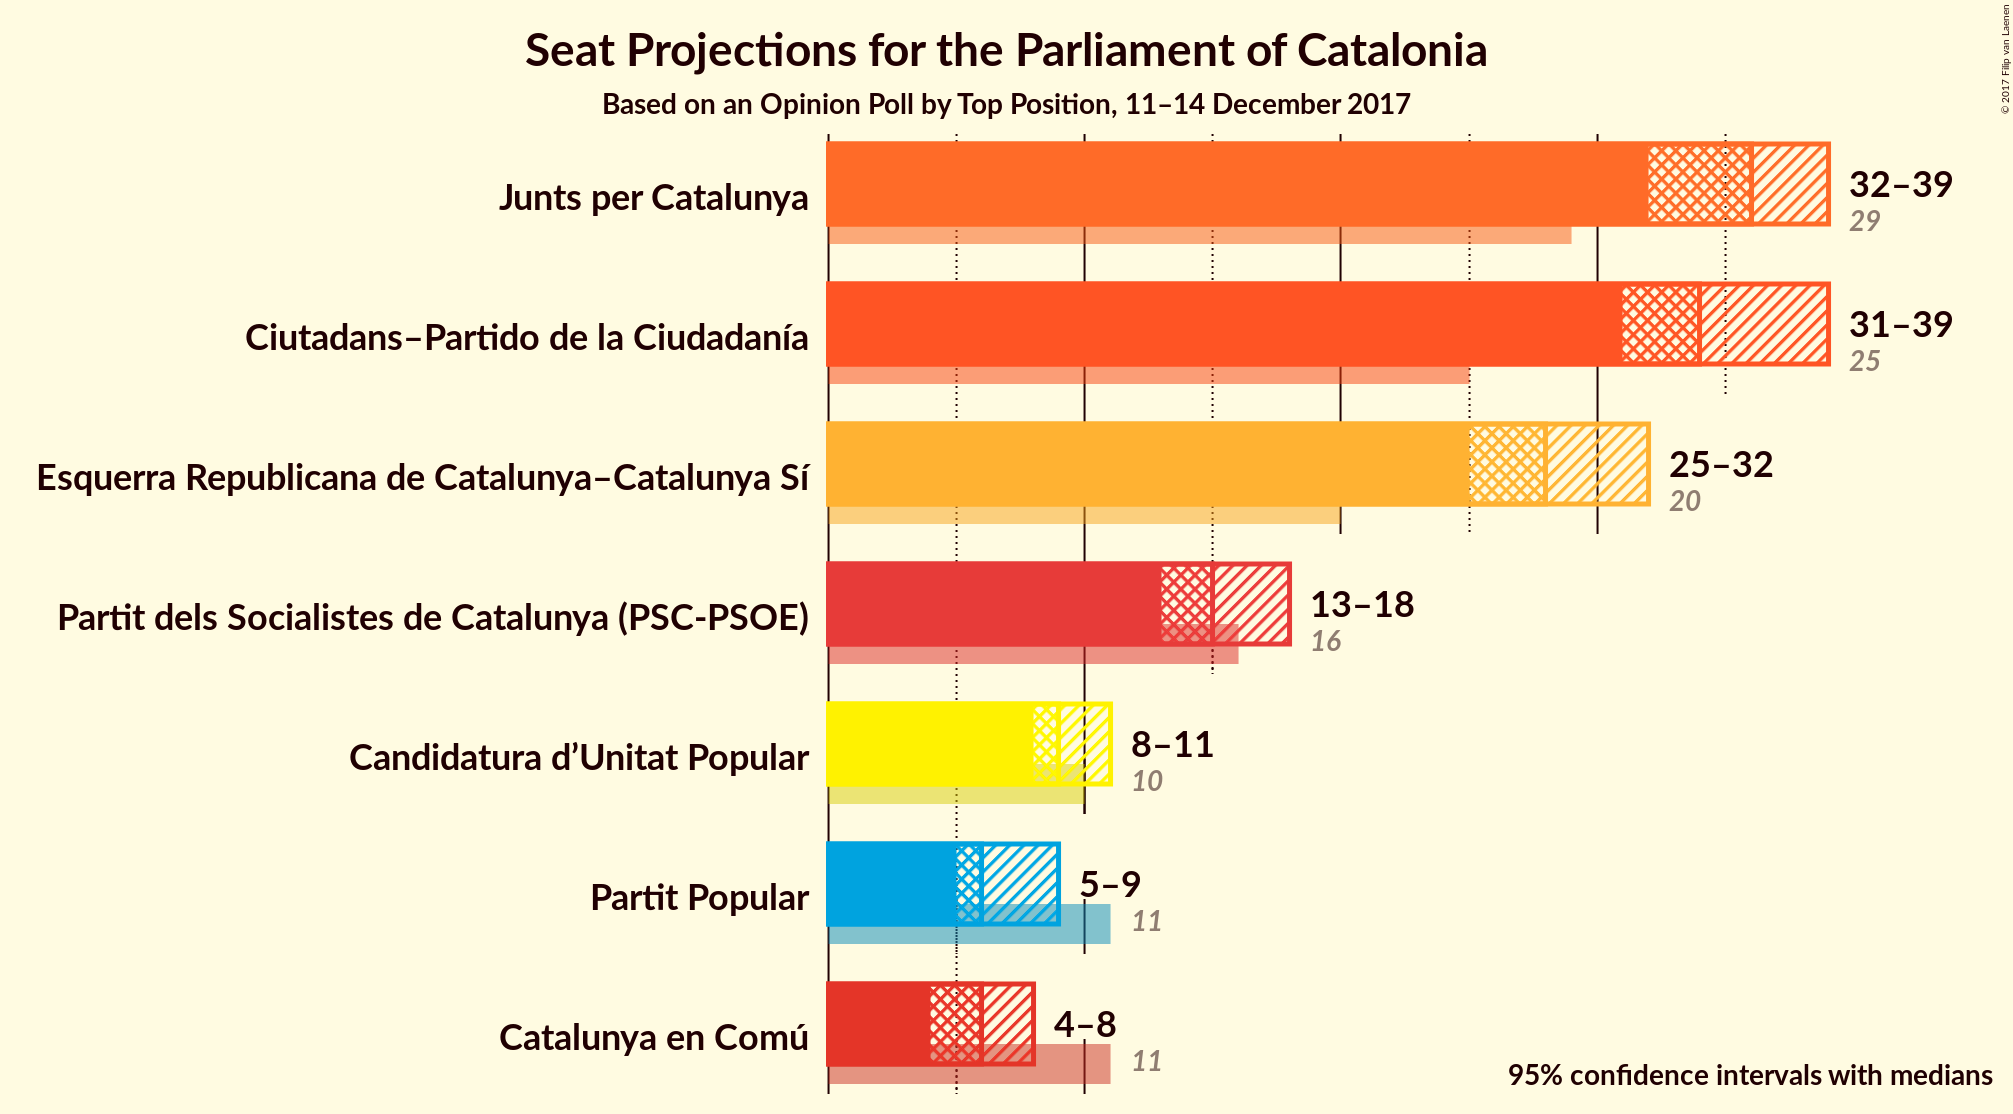 Seat Projections for the Parliament of Catalonia
Based on an Opinion Poll by Top Position, 11–14 December 2017
© 2017 Filip van Laenen
Junts per Catalunya
32–39
29
Ciutadans–Partido de la Ciudadanía
31–39
25
Esquerra Republicana de Catalunya–Catalunya Sí
25–32
20
Partit dels Socialistes de Catalunya (PSC-PSOE)
13–18
16
Candidatura d’Unitat Popular
8–11
10
Partit Popular
5–9
11
Catalunya en Comú
4–8
11
95% confidence intervals with medians